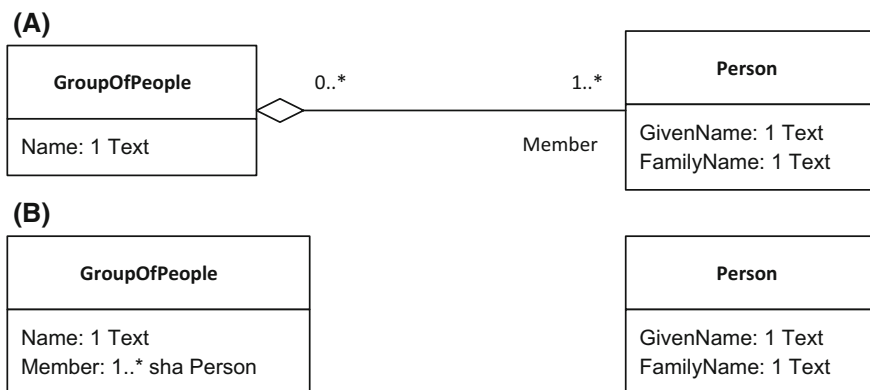 (A)
GroupOfPeople
0..*
1..*
Person
Name: 1 Text
Member
GivenName: 1 Text
FamilyName: 1 Text
(B)
GroupOfPeople
Person
Name: 1 Text
Member: 1..* sha Person
GivenName: 1 Text
FamilyName: 1 Text